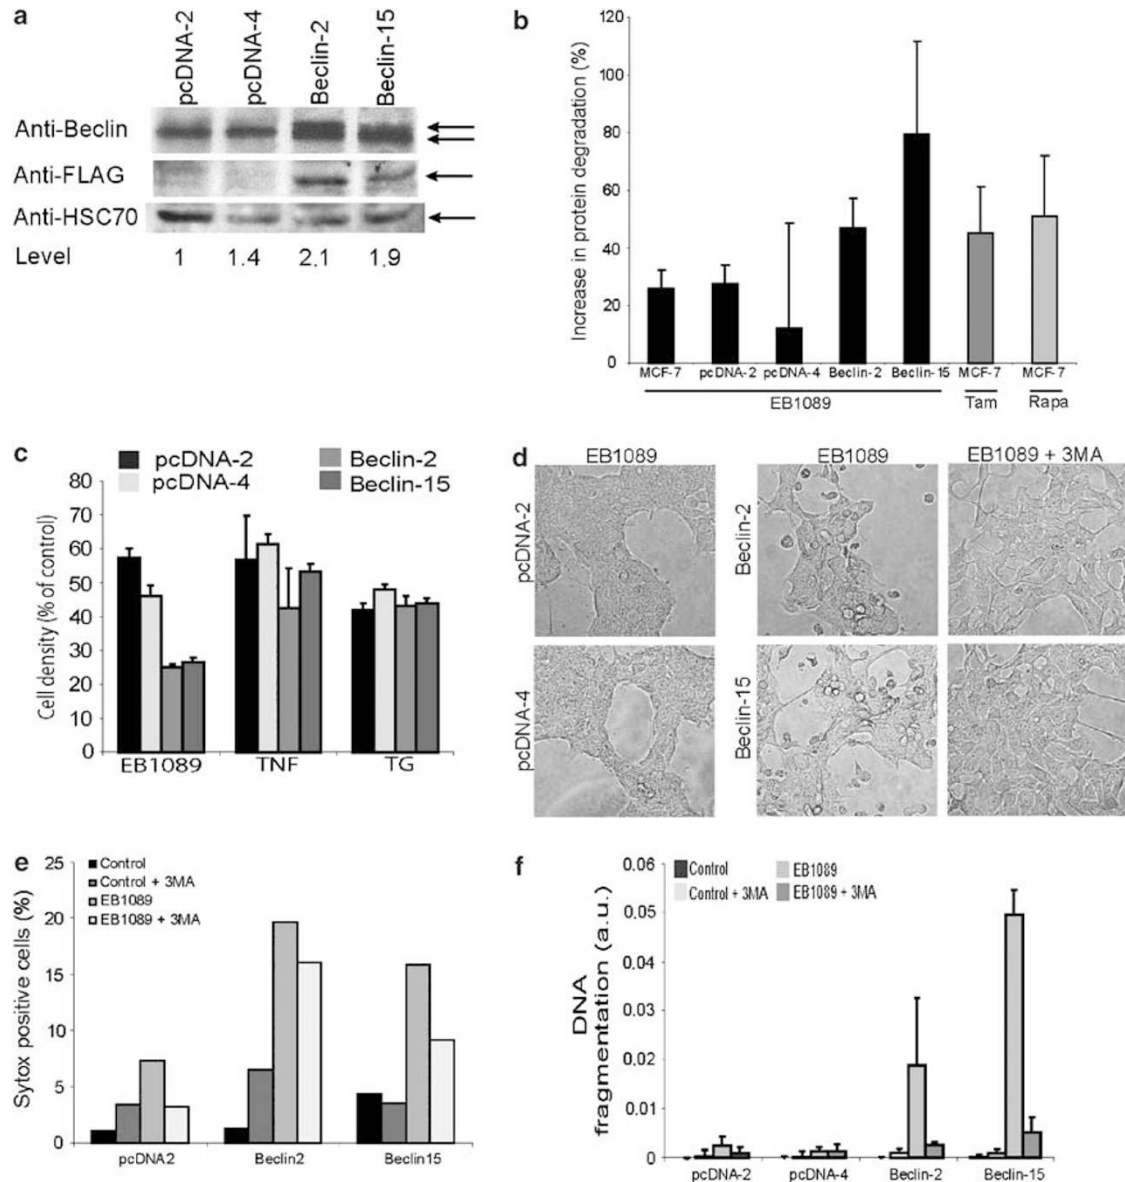 a
pcDNA-2
pcDNA-4
Beclin-2
Beclin-15
Anti-Beclin
Anti-FLAG
Anti-HSC70
Level 1 1.4 2.1 1.9
b
Increase in protein degradation (%)
120
100
80
60
40
20
0
MCF-7 pcDNA-2 pcDNA-4 Beclin-2 Beclin-15 MCF-7 MCF-7
EB1089 Tam Rapa
c
pcDNA-2 Beclin-2
pcDNA-4 Beclin-15
Cell density (% of control)
80
70
60
50
40
30
20
10
0
EB1089 TNF TG
d
EB1089 EB1089 EB1089 + 3MA
pcDNA-2
Beclin-2
pcDNA-4
Beclin-15
e
Control
Control + 3MA
EB1089
EB1089 + 3MA
Sytox positive cells (%)
25
20
15
10
5
0
pcDNA2 Beclin2 Beclin15
f
Control EB1089
Control + 3MA EB1089 + 3MA
DNA
fragmentation (a.u.)
0.06
0.05
0.04
0.03
0.02
0.01
0
pcDNA-2 pcDNA-4 Beclin-2 Beclin-15